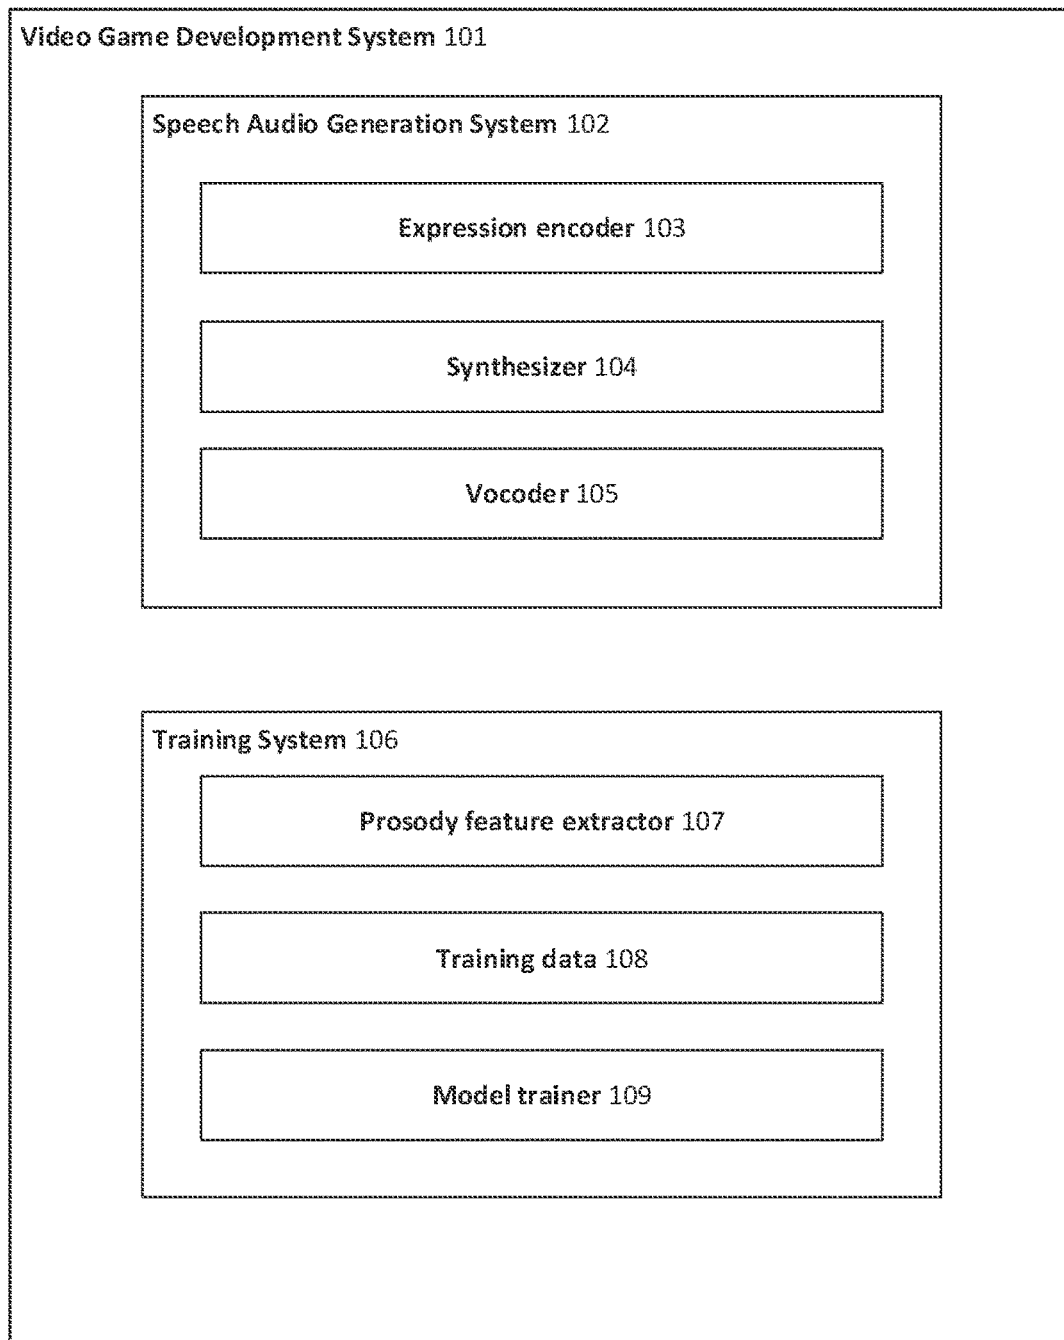 Video Game Development System 101
Speech Audio Generation System 102
Expression encoder 103
Synthesizer 104
Vocoder 105
Training System 106
Prosody feature extractor 107
Training data 108
Model trainer 109